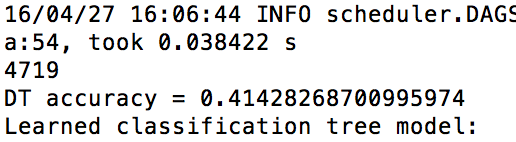 16/04/27 16:06:44 INFO scheduler.DAGS
a:54, took 0.038422 s
4719
DT accuracy = 0.41428268700995974
Learned classification tree model: